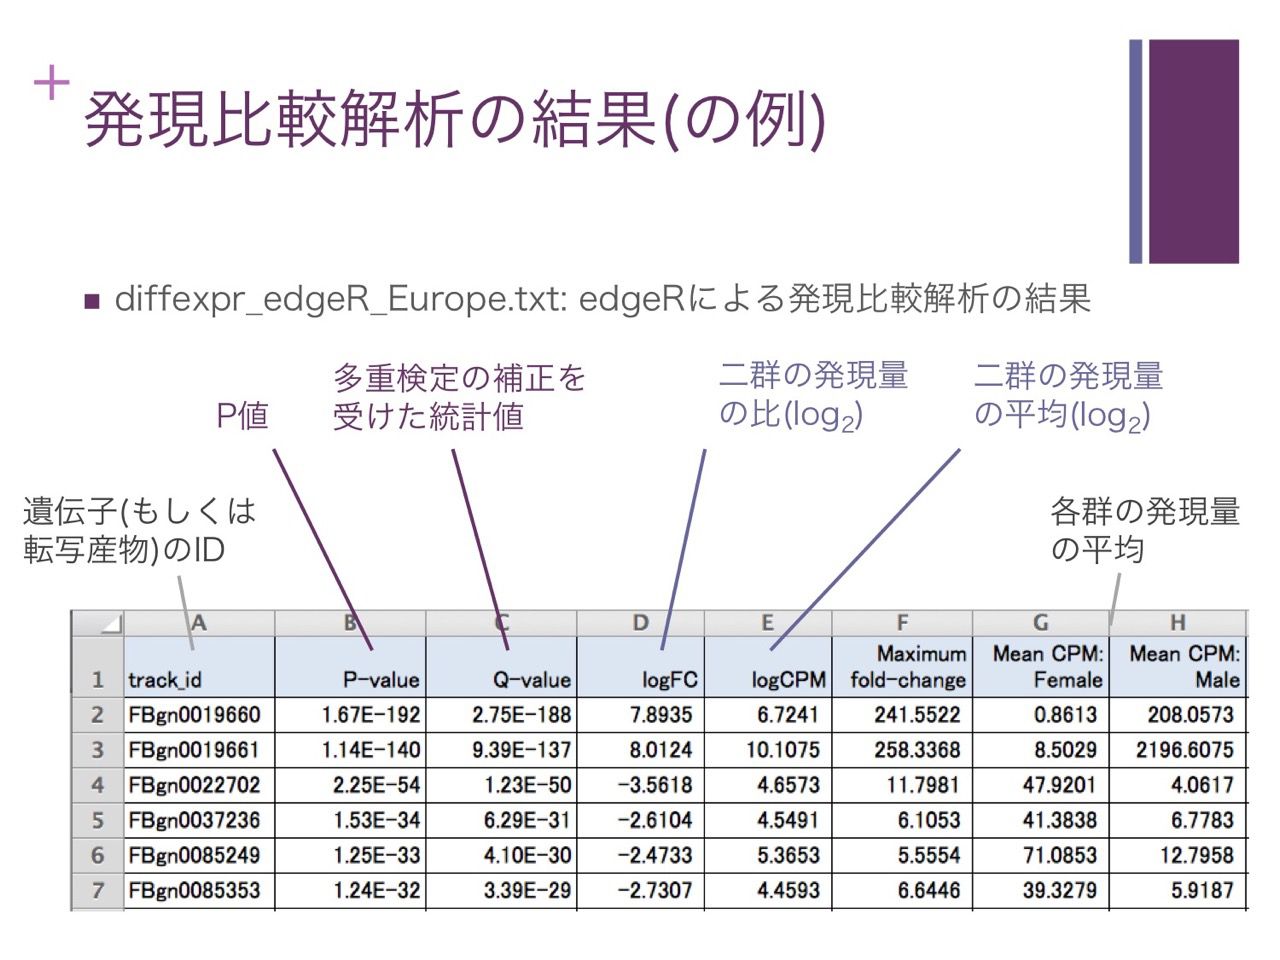 +
発現比較解析の結果(の例)
■ diffexpr_edgeR_Europe.txt: edgeRによる発現比較解析の結果
P値
多重検定の補正を
受けた統計値
二群の発現量
の比(log2)
二群の発現量
の平均(log2)
遺伝子(もしくは
転写産物)のID
各群の発現量
の平均
A B C D E F G H
1 track_id P-value Q-value logFC logCPM Maximum fold-change Mean CPM: Female Mean CPM: Male
2 FBgn0019660 1.67E-192 2.75E-188 7.8935 6.7241 241.5522 0.8613 208.0573
3 FBgn0019661 1.14E-140 9.39E-137 8.0124 10.1075 258.3368 8.5029 2196.6075
4 FBgn0022702 2.25E-54 1.23E-50 -3.5618 4.6573 11.7981 47.9201 4.0617
5 FBgn0037236 1.53E-34 6.29E-31 -2.6104 4.5491 6.1053 41.3838 6.7783
6 FBgn0085249 1.25E-33 4.10E-30 -2.4733 5.3653 5.5554 71.0853 12.7958
7 FBgn0085353 1.24E-32 3.39E-29 -2.7307 4.4593 6.6446 39.3279 5.9187